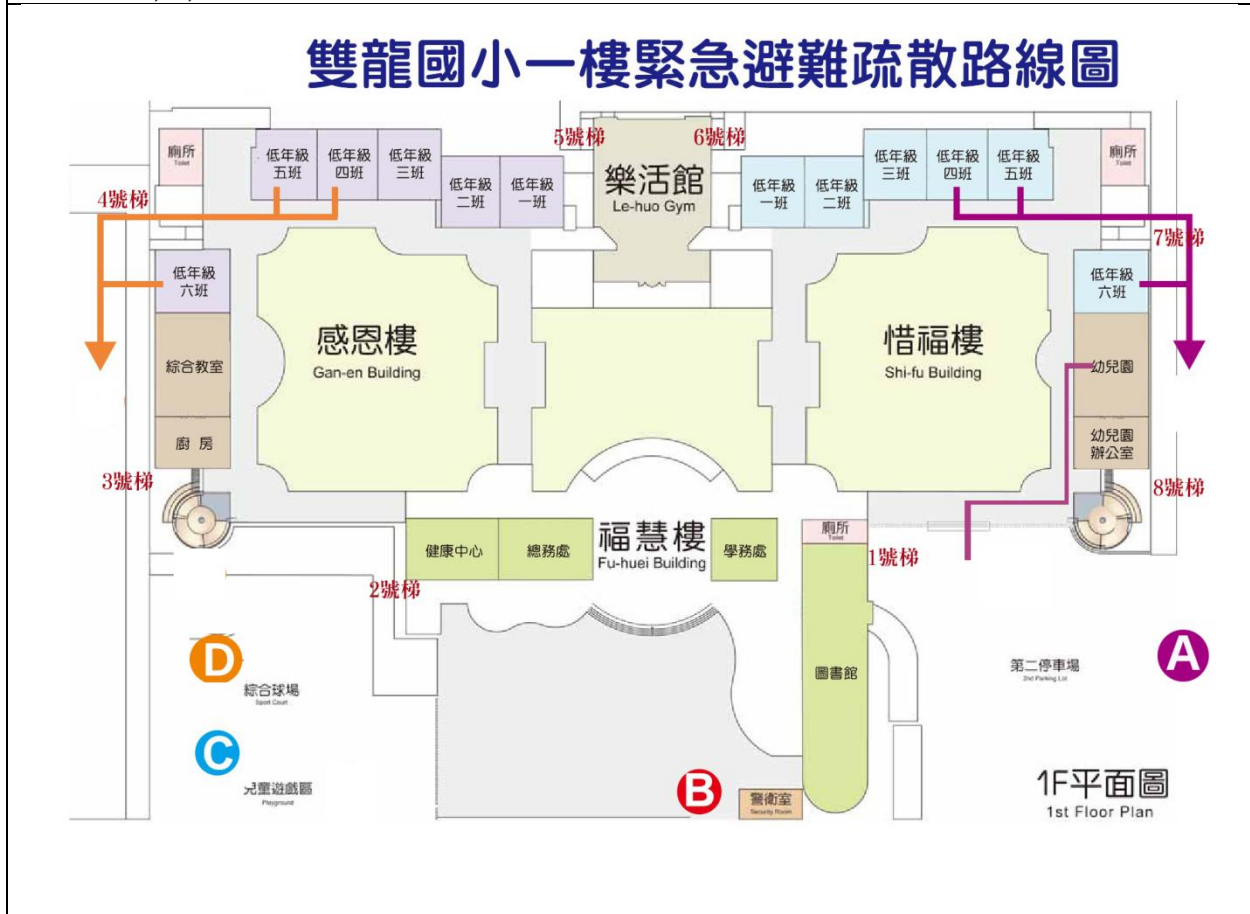 雙龍國小一樓緊急避難疏散路線圖
5號梯
6號梯
廁所
Toilet
低年級
五班
低年級
四班
低年級
三班
低年級
二班
低年級
一班
樂活館
Le-huo Gym
低年級
一班
低年級
二班
低年級
三班
低年級
四班
低年級
五班
廁所
Toilet
4號梯
7號梯
低年級
六班
低年級
六班
感恩樓
Gan-en Building
惜福樓
Shi-fu Building
綜合教室
幼兒園
廚房
幼兒園
辦公室
3號梯
8號梯
健康中心
總務處
福慧樓
Fu-huei Building
學務處
廁所
Toilet
1號梯
2號梯
D
綜合球場
Sport Court
圖書館
第二停車場
2nd Parking Lot
A
C
兒童遊戲區
Playground
B
警衛室
Security Room
1F平面圖
1st Floor Plan